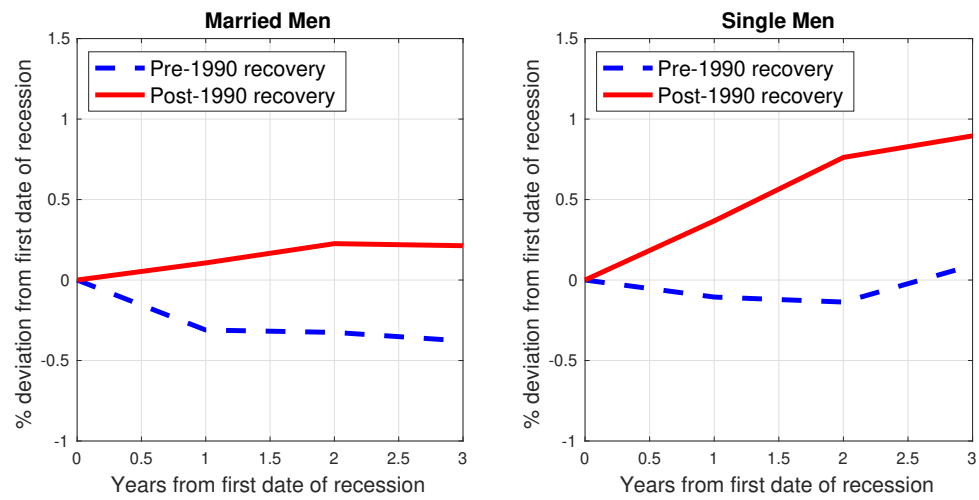 Married Men
% deviation from first date of recession
1.5
1
0.5
0
-0.5
-1
Pre-1990 recovery
Post-1990 recovery
0 0.5 1 1.5 2 2.5 3
Years from first date of recession
Single Men
% deviation from first date of recession
1.5
1
0.5
0
-0.5
-1
Pre-1990 recovery
Post-1990 recovery
0 0.5 1 1.5 2 2.5 3
Years from first date of recession